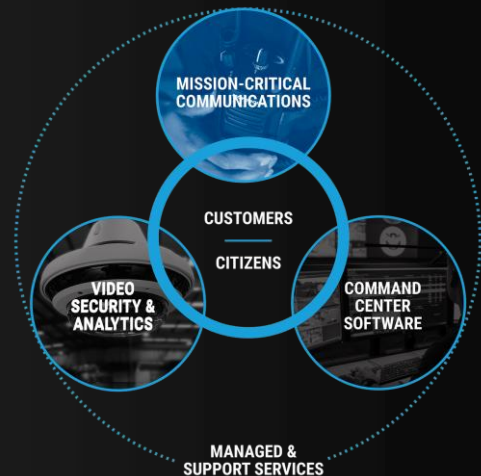 MISSION-CRITICAL
COMMUNICATIONS
CUSTOMERS
CITIZENS
VIDEO
SECURITY &
ANALYTICS
COMMAND
CENTER
SOFTWARE
MANAGED &
SUPPORT SERVICES